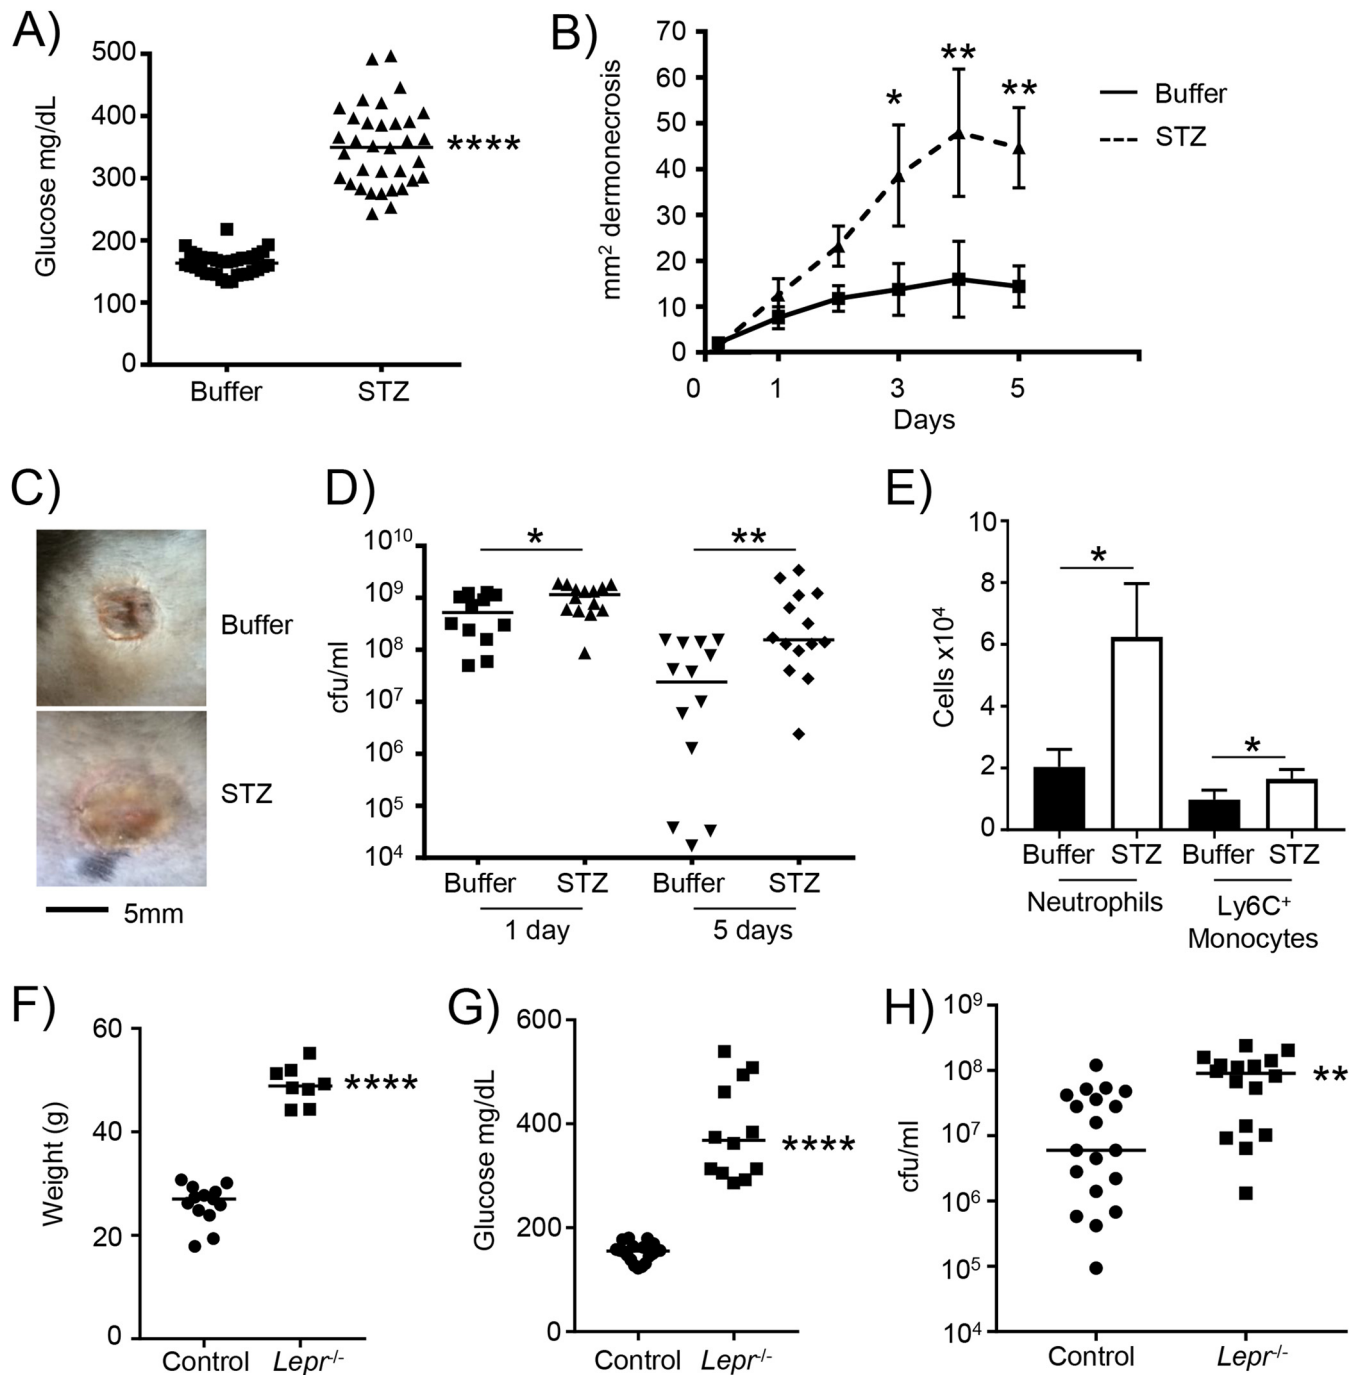 A)
Glucose mg/dL
500
400
300
200
100
0
****
Buffer
STZ
B)
mm² dermonecrosis
70
60
50
40
30
20
10
0
*
**
**
Buffer
STZ
0
1
3
5
Days
C)
Buffer
STZ
5mm
D)
cfu/ml
10¹⁰
10⁹
10⁸
10⁷
10⁶
10⁵
10⁴
*
**
Buffer
STZ
Buffer
STZ
1 day
5 days
E)
Cells x10⁴
10
8
6
4
2
0
*
*
Buffer
STZ
Buffer
STZ
Neutrophils
Ly6C⁺
Monocytes
F)
Weight (g)
60
40
20
0
****
Control
Lepr⁻/⁻
G)
Glucose mg/dL
600
400
200
0
****
Control
Lepr⁻/⁻
H)
cfu/ml
10⁹
10⁸
10⁷
10⁶
10⁵
10⁴
**
Control
Lepr⁻/⁻